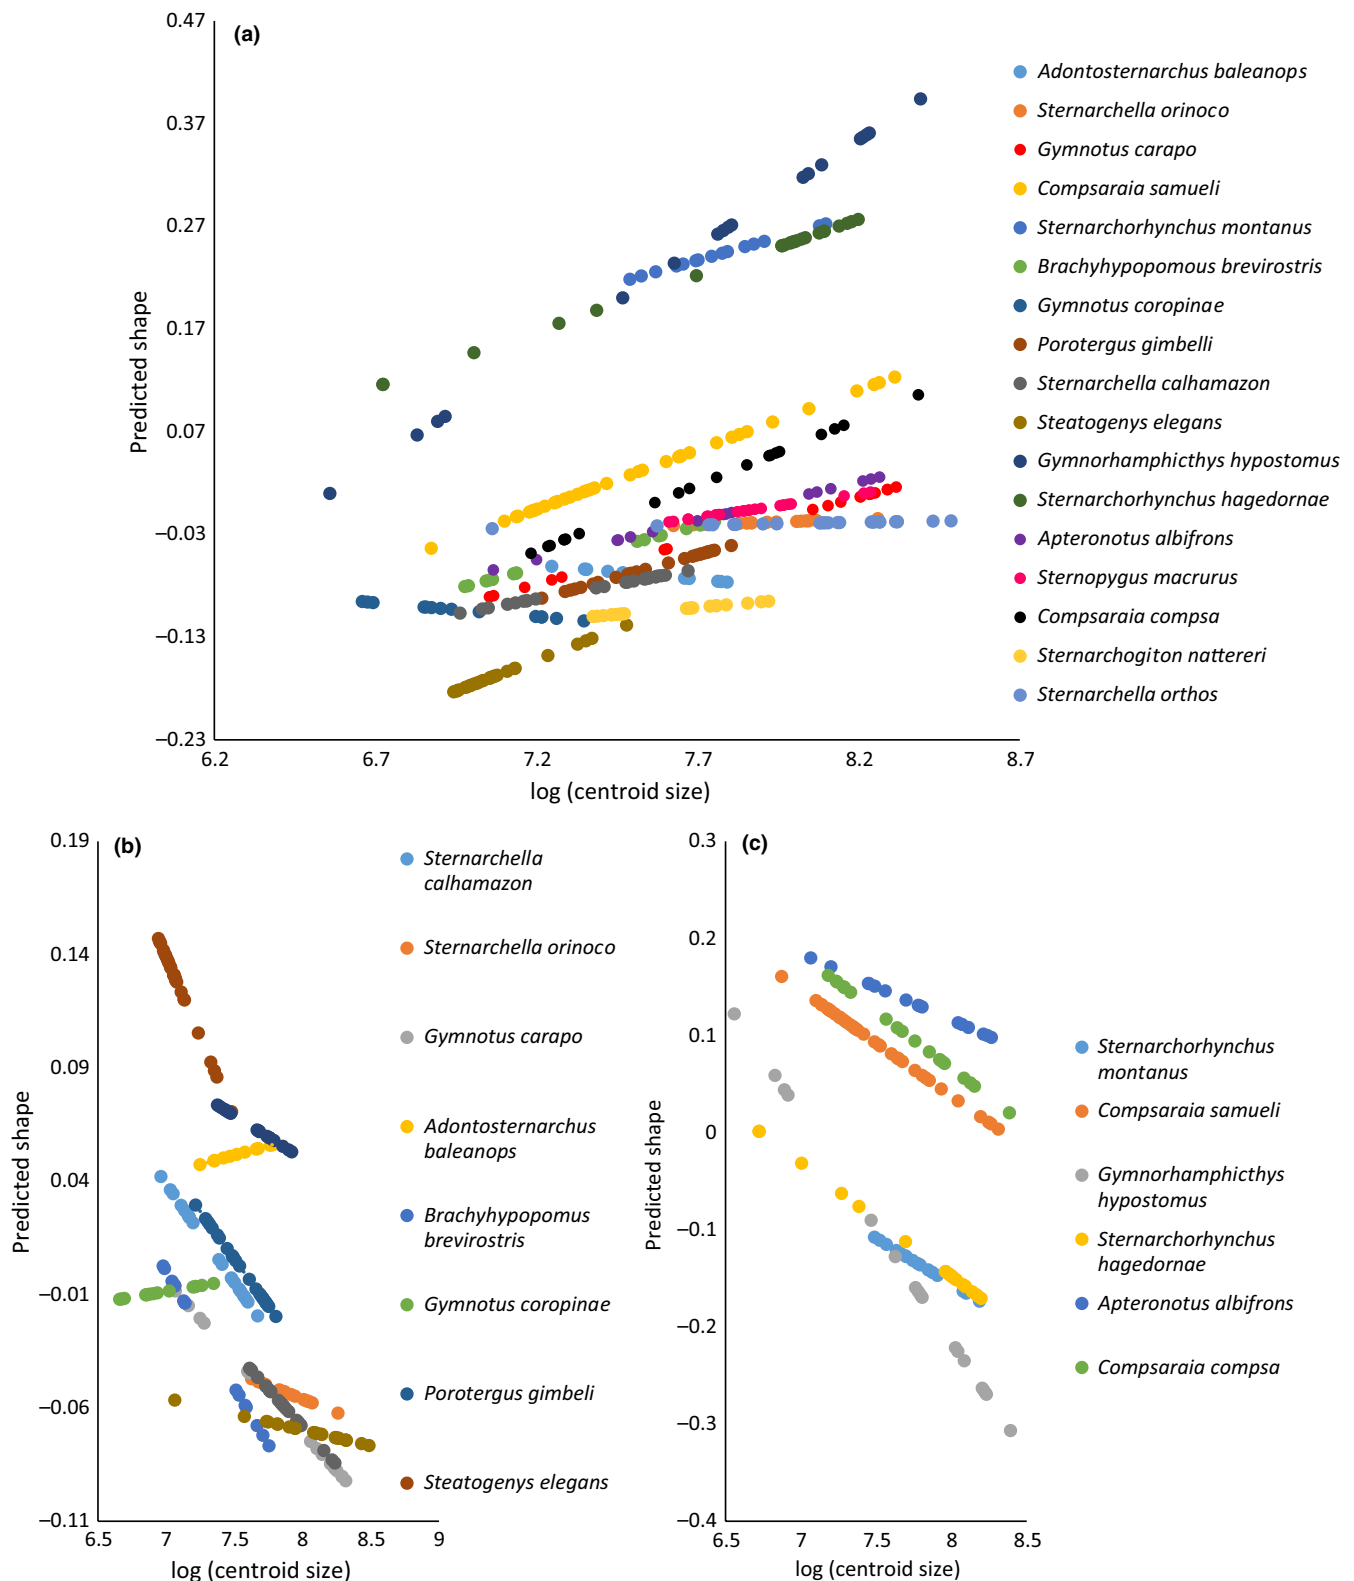 (a)
0.47
0.37
0.27
0.17
0.07
–0.03
–0.13
–0.23
Predicted shape
6.2
6.7
7.2
7.7
8.2
8.7
log (centroid size)
Adontosternarchus baleanops
Sternarchella orinoco
Gymnotus carapo
Compsaraia samueli
Sternarchorhynchus montanus
Brachyhypopomous brevirostris
Gymnotus coropinae
Porotergus gimbelli
Sternarchella calhamazon
Steatogenys elegans
Gymnorhamphicthys hypostomus
Sternarchorhynchus hagedornae
Apteronotus albifrons
Sternopygus macrurus
Compsaraia compsa
Sternarchogiton nattereri
Sternarchella orthos
(b)
0.19
0.14
0.09
0.04
–0.01
–0.06
–0.11
Predicted shape
6.5
7
7.5
8
8.5
9
log (centroid size)
Sternarchella
calhamazon
Sternarchella orinoco
Gymnotus carapo
Adontosternarchus
baleanops
Brachyhypopomus
brevirostris
Gymnotus coropinae
Porotergus gimbeli
Steatogenys elegans
(c)
0.3
0.2
0.1
0
–0.1
–0.2
–0.3
–0.4
Predicted shape
6.5
7
7.5
8
8.5
log (centroid size)
Sternarchorhynchus
montanus
Compsaraia samueli
Gymnorhamphicthys
hypostomus
Sternarchorhynchus
hagedornae
Apteronotus albifrons
Compsaraia compsa